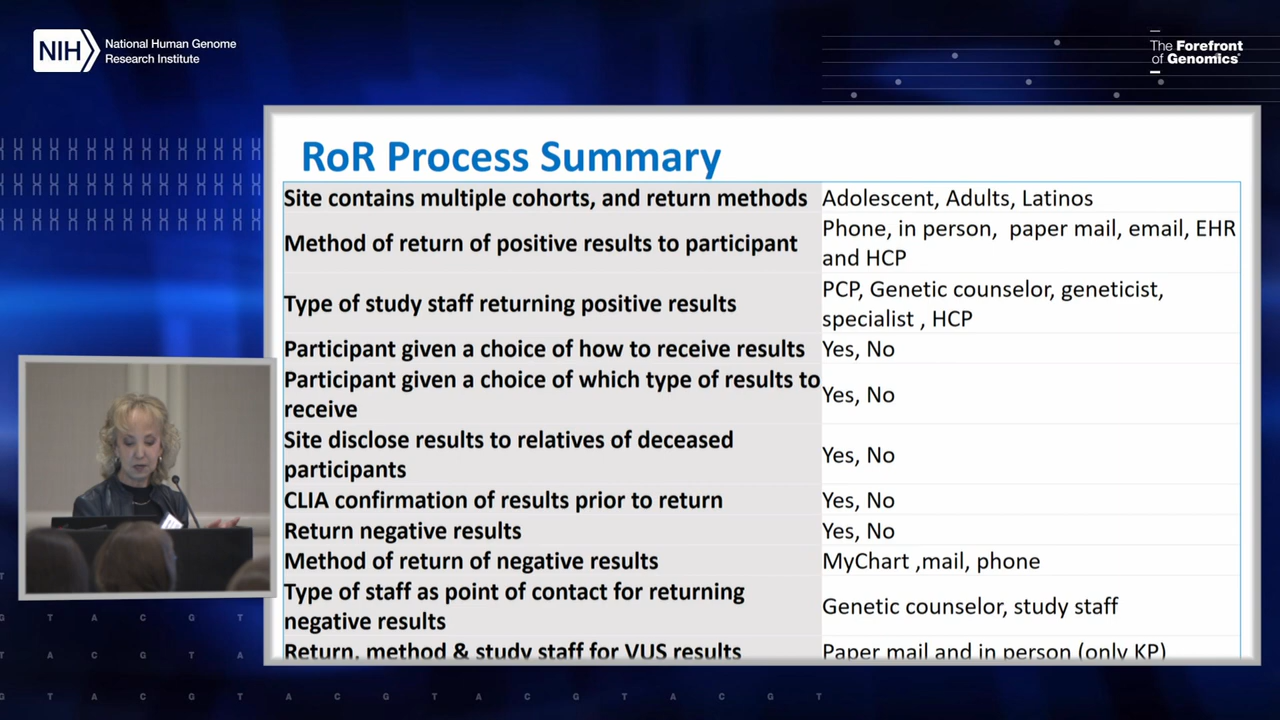 NIH National Human Genome
Research Institute
The Forefront
of Genomics®
RoR Process Summary
Site contains multiple cohorts, and return methods
Adolescent, Adults, Latinos
Method of return of positive results to participant
Phone, in person, paper mail, email, EHR
and HCP
Type of study staff returning positive results
PCP, Genetic counselor, geneticist,
specialist , HCP
Participant given a choice of how to receive results
Yes, No
Participant given a choice of which type of results to
receive
Yes, No
Site disclose results to relatives of deceased
participants
Yes, No
CLIA confirmation of results prior to return
Yes, No
Return negative results
Yes, No
Method of return of negative results
MyChart ,mail, phone
Type of staff as point of contact for returning
negative results
Genetic counselor, study staff
Return, method & study staff for VUS results
Paper mail and in person (only KP)
T
G T A C G T
T A C G T A
G T A C G T A C G T A C G T A C G T